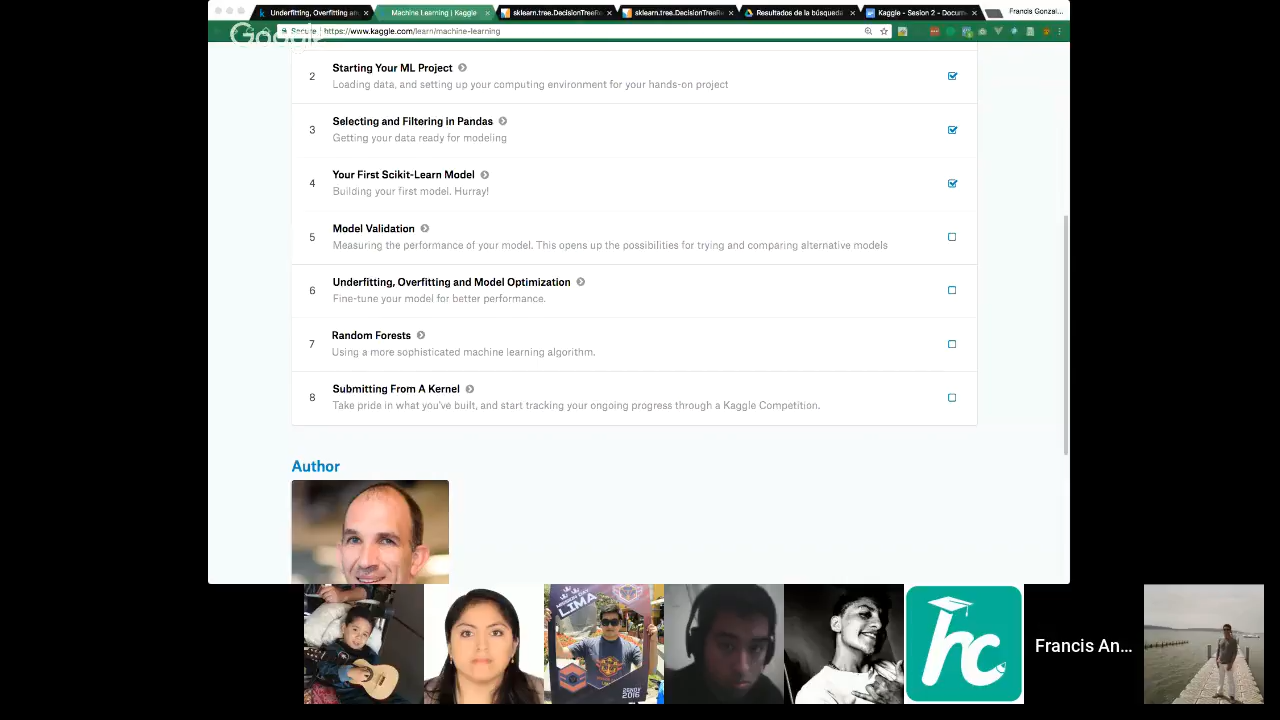 Underfitting, Overfitting an
Machine Learning | Kaggle
sklearn.tree.DecisionTreeRe
sklearn.tree.DecisionTreeRe
Resultados de la búsqueda
Kaggle - Sesion 2 - Docume
Francis Gonzal...
Google
Secure
https://www.kaggle.com/learn/machine-learning
2
Starting Your ML Project
Loading data, and setting up your computing environment for your hands-on project
3
Selecting and Filtering in Pandas
Getting your data ready for modeling
4
Your First Scikit-Learn Model
Building your first model. Hurray!
5
Model Validation
Measuring the performance of your model. This opens up the possibilities for trying and comparing alternative models
6
Underfitting, Overfitting and Model Optimization
Fine-tune your model for better performance.
7
Random Forests
Using a more sophisticated machine learning algorithm.
8
Submitting From A Kernel
Take pride in what you've built, and start tracking your ongoing progress through a Kaggle Competition.
Author
LIMA
2016
hc
Francis An...